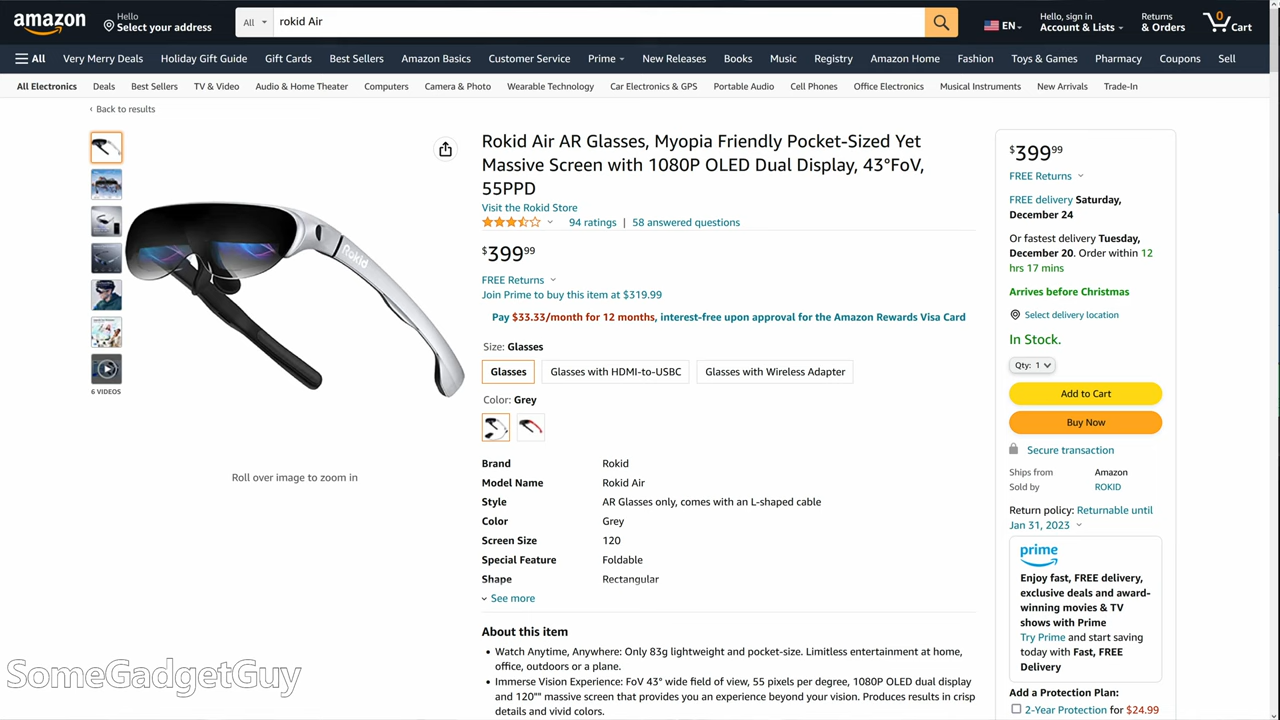 amazon
Hello
Select your address
All
rokid Air
EN
Hello, sign in
Account & Lists
Returns
& Orders
0
Cart
All
Very Merry Deals
Holiday Gift Guide
Gift Cards
Best Sellers
Amazon Basics
Customer Service
Prime
New Releases
Books
Music
Registry
Amazon Home
Fashion
Toys & Games
Pharmacy
Coupons
Sell
All Electronics
Deals
Best Sellers
TV & Video
Audio & Home Theater
Computers
Camera & Photo
Wearable Technology
Car Electronics & GPS
Portable Audio
Cell Phones
Office Electronics
Musical Instruments
New Arrivals
Trade-In
‹ Back to results
Rokid
6 VIDEOS
Roll over image to zoom in
Rokid Air AR Glasses, Myopia Friendly Pocket-Sized Yet
Massive Screen with 1080P OLED Dual Display, 43°FoV,
55PPD
Visit the Rokid Store
94 ratings | 58 answered questions
$39999
FREE Returns
Join Prime to buy this item at $319.99
Pay $33.33/month for 12 months, interest-free upon approval for the Amazon Rewards Visa Card
Size: Glasses
Glasses
Glasses with HDMI-to-USBC
Glasses with Wireless Adapter
Color: Grey
Brand Rokid
Model Name Rokid Air
Style AR Glasses only, comes with an L-shaped cable
Color Grey
Screen Size 120
Special Feature Foldable
Shape Rectangular
See more
About this item
• Watch Anytime, Anywhere: Only 83g lightweight and pocket-size. Limitless entertainment at home,
office, outdoors or a plane.
• Immerse Vision Experience: FoV 43° wide field of view, 55 pixels per degree, 1080P OLED dual display
and 120"" massive screen that provides you an experience beyond your vision. Produces results in crisp
details and vivid colors.
$39999
FREE Returns
FREE delivery Saturday,
December 24
Or fastest delivery Tuesday,
December 20. Order within 12
hrs 17 mins
Arrives before Christmas
Select delivery location
In Stock.
Qty: 1
Add to Cart
Buy Now
Secure transaction
Ships from Amazon
Sold by ROKID
Return policy: Returnable until
Jan 31, 2023
prime
Enjoy fast, FREE delivery,
exclusive deals and award-
winning movies & TV
shows with Prime
Try Prime and start saving
today with Fast, FREE
Delivery
Add a Protection Plan:
2-Year Protection for $24.99
SomeGadgetGuy